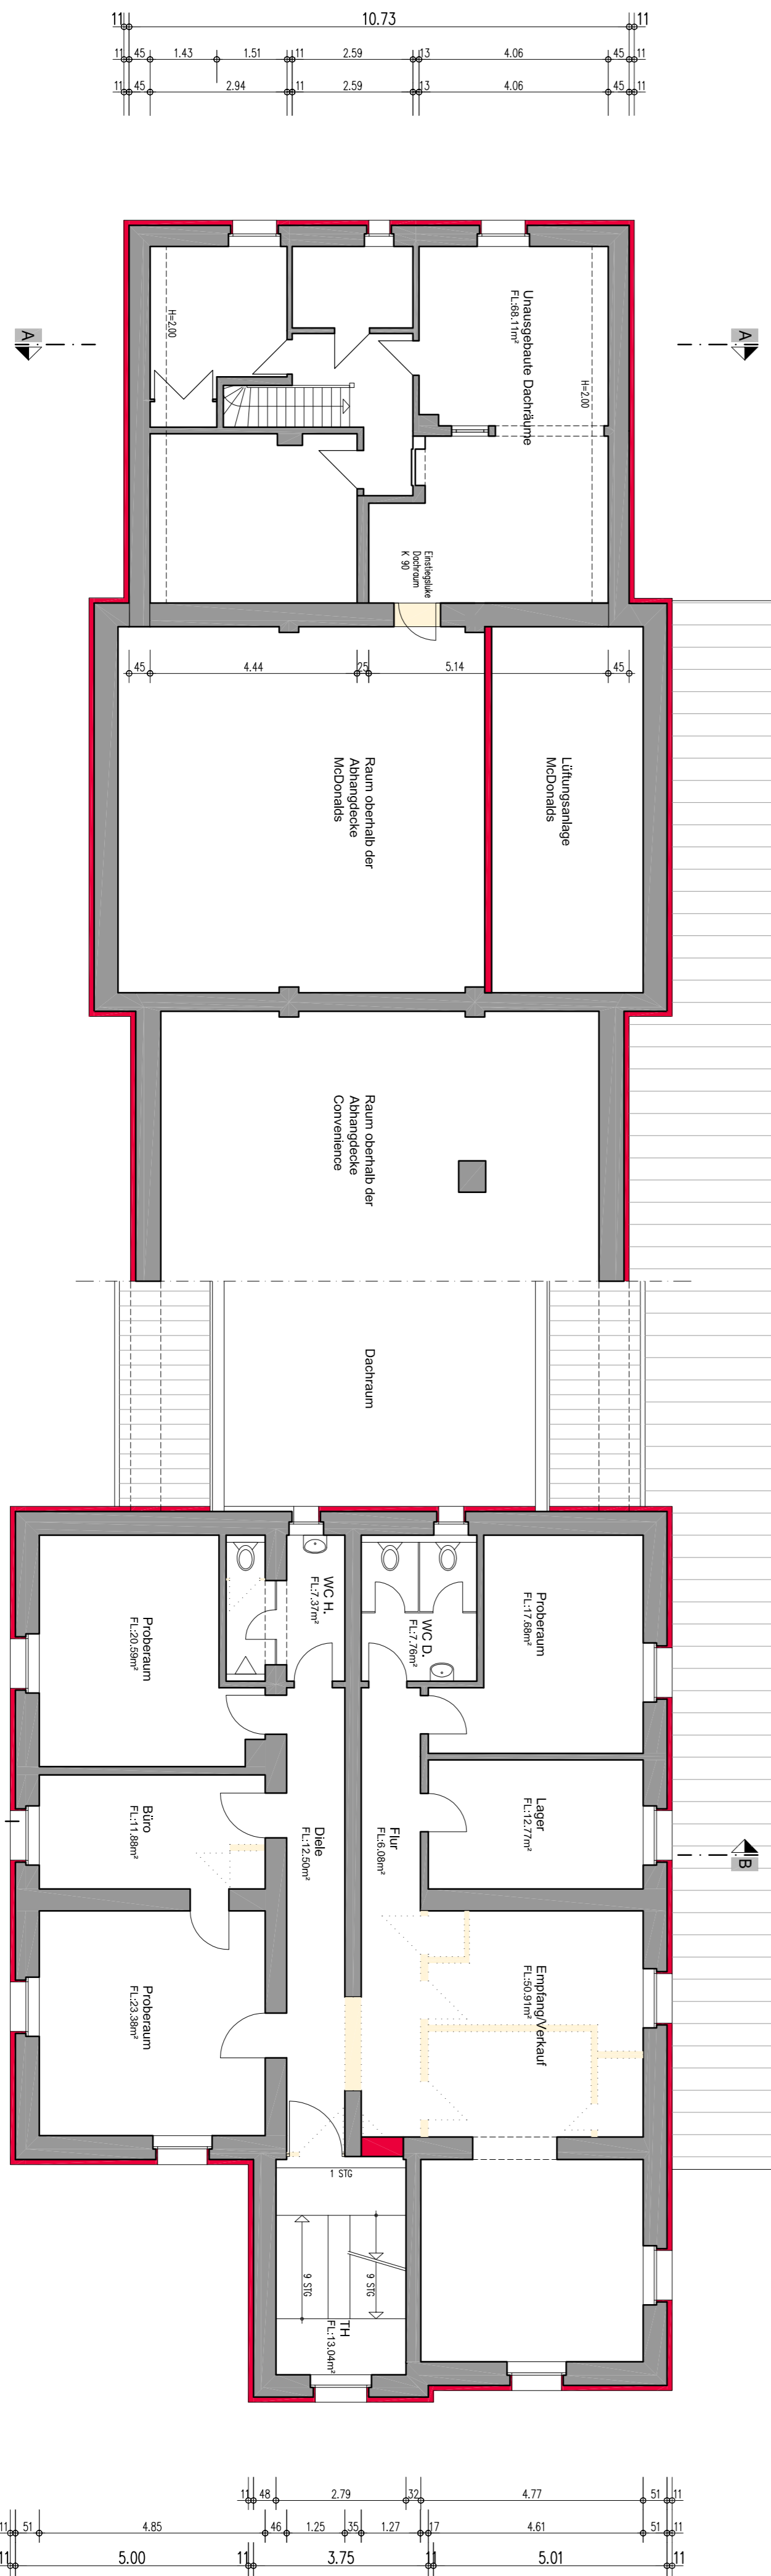 11 10.73 11
11 45 1.43 1.51 11 2.59 13 4.06 45 11
11 45 2.94 11 2.59 13 4.06 45 11
A
A
H=2.00
Unausgebaute Dachräume
FL:68.11m²
H=2.00
Einstiegsluke
Dachraum
K 90
45 4.44 25 5.14 45
Raum oberhalb der
Abhangdecke
McDonalds
Lüftungsanlage
McDonalds
Raum oberhalb der
Abhangdecke
Convenience
Dachraum
WC H.
FL:7.37m²
WC D.
FL:7.76m²
Proberaum
FL:17.68m²
Proberaum
FL:20.59m²
Büro
FL:11.88m²
Diele
FL:12.50m²
Flur
FL:6.08m²
Lager
FL:12.77m²
B
Empfang/Verkauf
FL:50.91m²
Proberaum
FL:23.38m²
1 STG
9 STG
9 STG
TH
FL:13.04m²
11 48 2.79 32 4.77 51 11
11 51 4.85 46 1.25 35 1.27 17 4.61 51 11
11 5.00 11 3.75 11 5.01 11